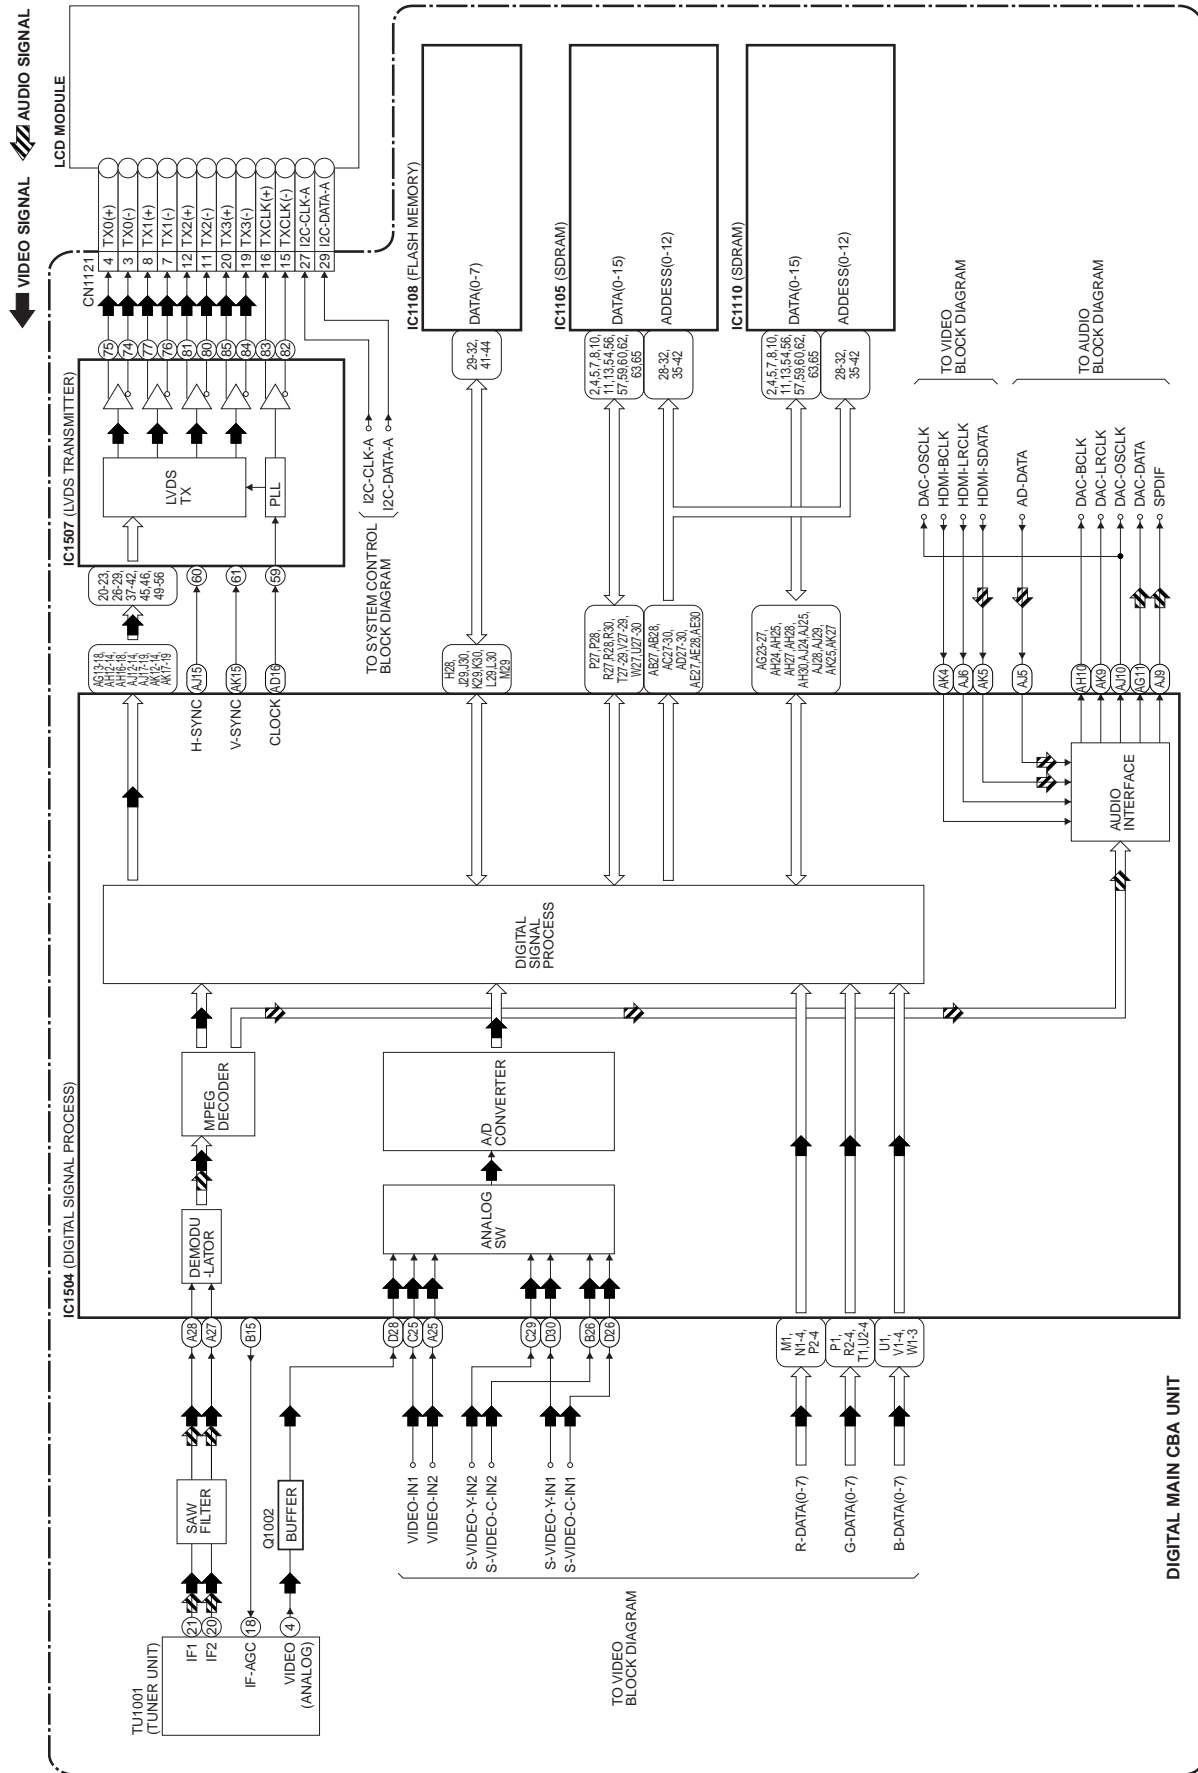 VIDEO SIGNAL
AUDIO SIGNAL
TU1001
(TUNER UNIT)
IF1
21
IF2
20
IF-AGC
18
VIDEO
(ANALOG)
4
SAW
FILTER
Q1002
BUFFER
VIDEO-IN1
VIDEO-IN2
S-VIDEO-Y-IN2
S-VIDEO-C-IN2
S-VIDEO-Y-IN1
S-VIDEO-C-IN1
R-DATA(0-7)
G-DATA(0-7)
B-DATA(0-7)
TO VIDEO
BLOCK DIAGRAM
IC1504 (DIGITAL SIGNAL PROCESS)
A28
A27
B15
D28
C25
A25
C29
D30
B26
D26
M1,
N1-4,
P2-4
P1,
R2-4,
T1,U2-4
U1,
V1-4,
W1-3
DEMODU
-LATOR
MPEG
DECODER
ANALOG
SW
A/D
CONVERTER
DIGITAL
SIGNAL
PROCESS
AUDIO
INTERFACE
AG13-18,
AH12-14,
AH16-18,
AJ12-14,
AJ17-19,
AK12-14,
AK17-19
H-SYNC
AJ15
V-SYNC
AK15
CLOCK
AD16
H28,
J29,J30,
K29,K30,
L29,L30
M29
P27,P28,
R27,R28,R30,
T27-29,V27-29,
W27,U27-30
AB27,AB28,
AC27-30,
AD27-30,
AE27,AE28,AE30
AG23-27,
AH24,AH25,
AH27,AH28,
AH30,AJ24,AJ25,
AJ28,AJ29,
AK25,AK27
AK4
AJ6
AK5
AJ5
AH10
AK9
AJ10
AG11
AJ9
IC1507 (LVDS TRANSMITTER)
20-23,
26-29,
37-42,
45,46,
49-56
60
61
59
LVDS
TX
PLL
75
74
77
76
81
80
85
84
83
82
CN1121
4 TX0(+)
3 TX0(-)
8 TX1(+)
7 TX1(-)
12 TX2(+)
11 TX2(-)
20 TX3(+)
19 TX3(-)
16 TXCLK(+)
15 TXCLK(-)
27 I2C-CLK-A
29 I2C-DATA-A
LCD MODULE
I2C-CLK-A
I2C-DATA-A
TO SYSTEM CONTROL
BLOCK DIAGRAM
IC1108 (FLASH MEMORY)
29-32,
41-44
DATA(0-7)
IC1105 (SDRAM)
2,4,5,7,8,10,
11,13,54,56,
57,59,60,62,
63,65
DATA(0-15)
28-32,
35-42
ADDESS(0-12)
IC1110 (SDRAM)
2,4,5,7,8,10,
11,13,54,56,
57,59,60,62,
63,65
DATA(0-15)
28-32,
35-42
ADDESS(0-12)
DAC-OSCLK
HDMI-BCLK
HDMI-LRCLK
HDMI-SDATA
TO VIDEO
BLOCK DIAGRAM
AD-DATA
DAC-BCLK
DAC-LRCLK
DAC-OSCLK
DAC-DATA
SPDIF
TO AUDIO
BLOCK DIAGRAM
DIGITAL MAIN CBA UNIT